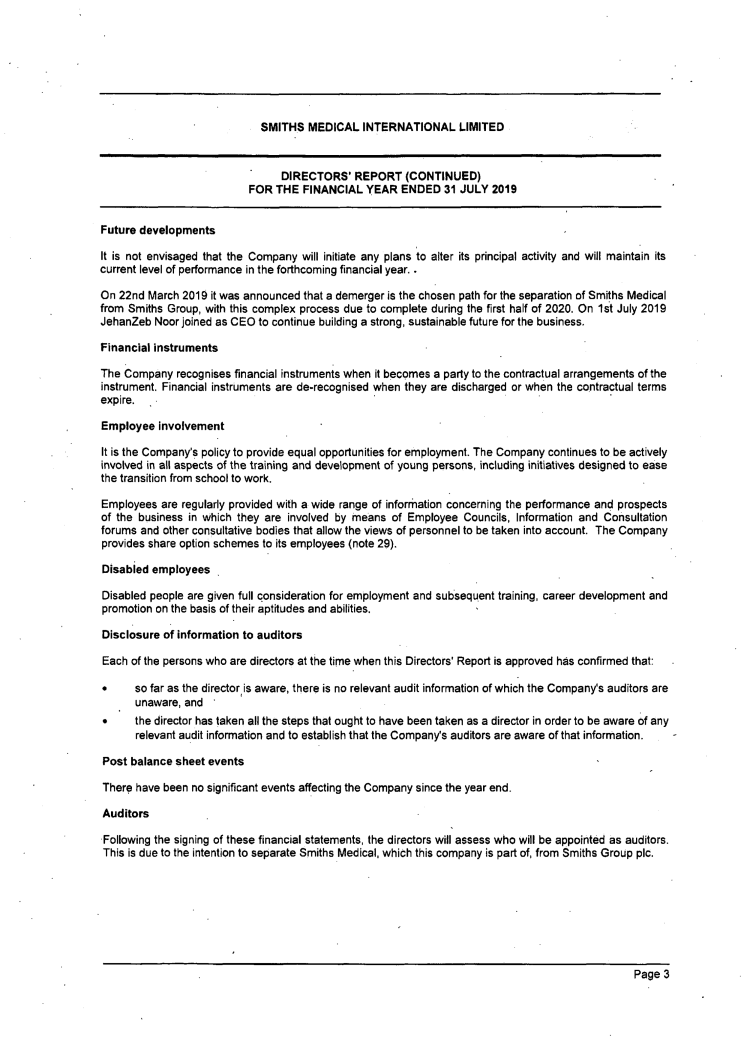 SMITHS MEDICAL INTERNATIONAL LIMITED
DIRECTORS' REPORT (CONTINUED)
FOR THE FINANCIAL YEAR ENDED 31 JULY 2019
Future developments
It is not envisaged that the Company will initiate any plans to alter its principal activity and will maintain its
current level of performance in the forthcoming financial year.
On 22nd March 2019 it was announced that a demerger is the chosen path for the separation of Smiths Medical
from Smiths Group, with this complex process due to complete during the first half of 2020. On 1st July 2019
JehanZeb Noor joined as CEO to continue building a strong, sustainable future for the business.
Financial instruments
The Company recognises financial instruments when it becomes a party to the contractual arrangements of the
instrument. Financial instruments are de-recognised when they are discharged or when the contractual terms
expire.
Employee involvement
It is the Company's policy to provide equal opportunities for employment. The Company continues to be actively
involved in all aspects of the training and development of young persons, including initiatives designed to ease
the transition from school to work.
Employees are regularly provided with a wide range of information concerning the performance and prospects
of the business in which they are involved by means of Employee Councils, Information and Consultation
forums and other consultative bodies that allow the views of personnel to be taken into account. The Company
provides share option schemes to its employees (note 29).
Disabled employees
Disabled people are given full consideration for employment and subsequent training, career development and
promotion on the basis of their aptitudes and abilities.
Disclosure of information to auditors
Each of the persons who are directors at the time when this Directors' Report is approved has confirmed that:
• so far as the director is aware, there is no relevant audit information of which the Company's auditors are
unaware, and
• the director has taken all the steps that ought to have been taken as a director in order to be aware of any
relevant audit information and to establish that the Company's auditors are aware of that information.
Post balance sheet events
There have been no significant events affecting the Company since the year end.
Auditors
Following the signing of these financial statements, the directors will assess who will be appointed as auditors.
This is due to the intention to separate Smiths Medical, which this company is part of, from Smiths Group plc.
Page 3